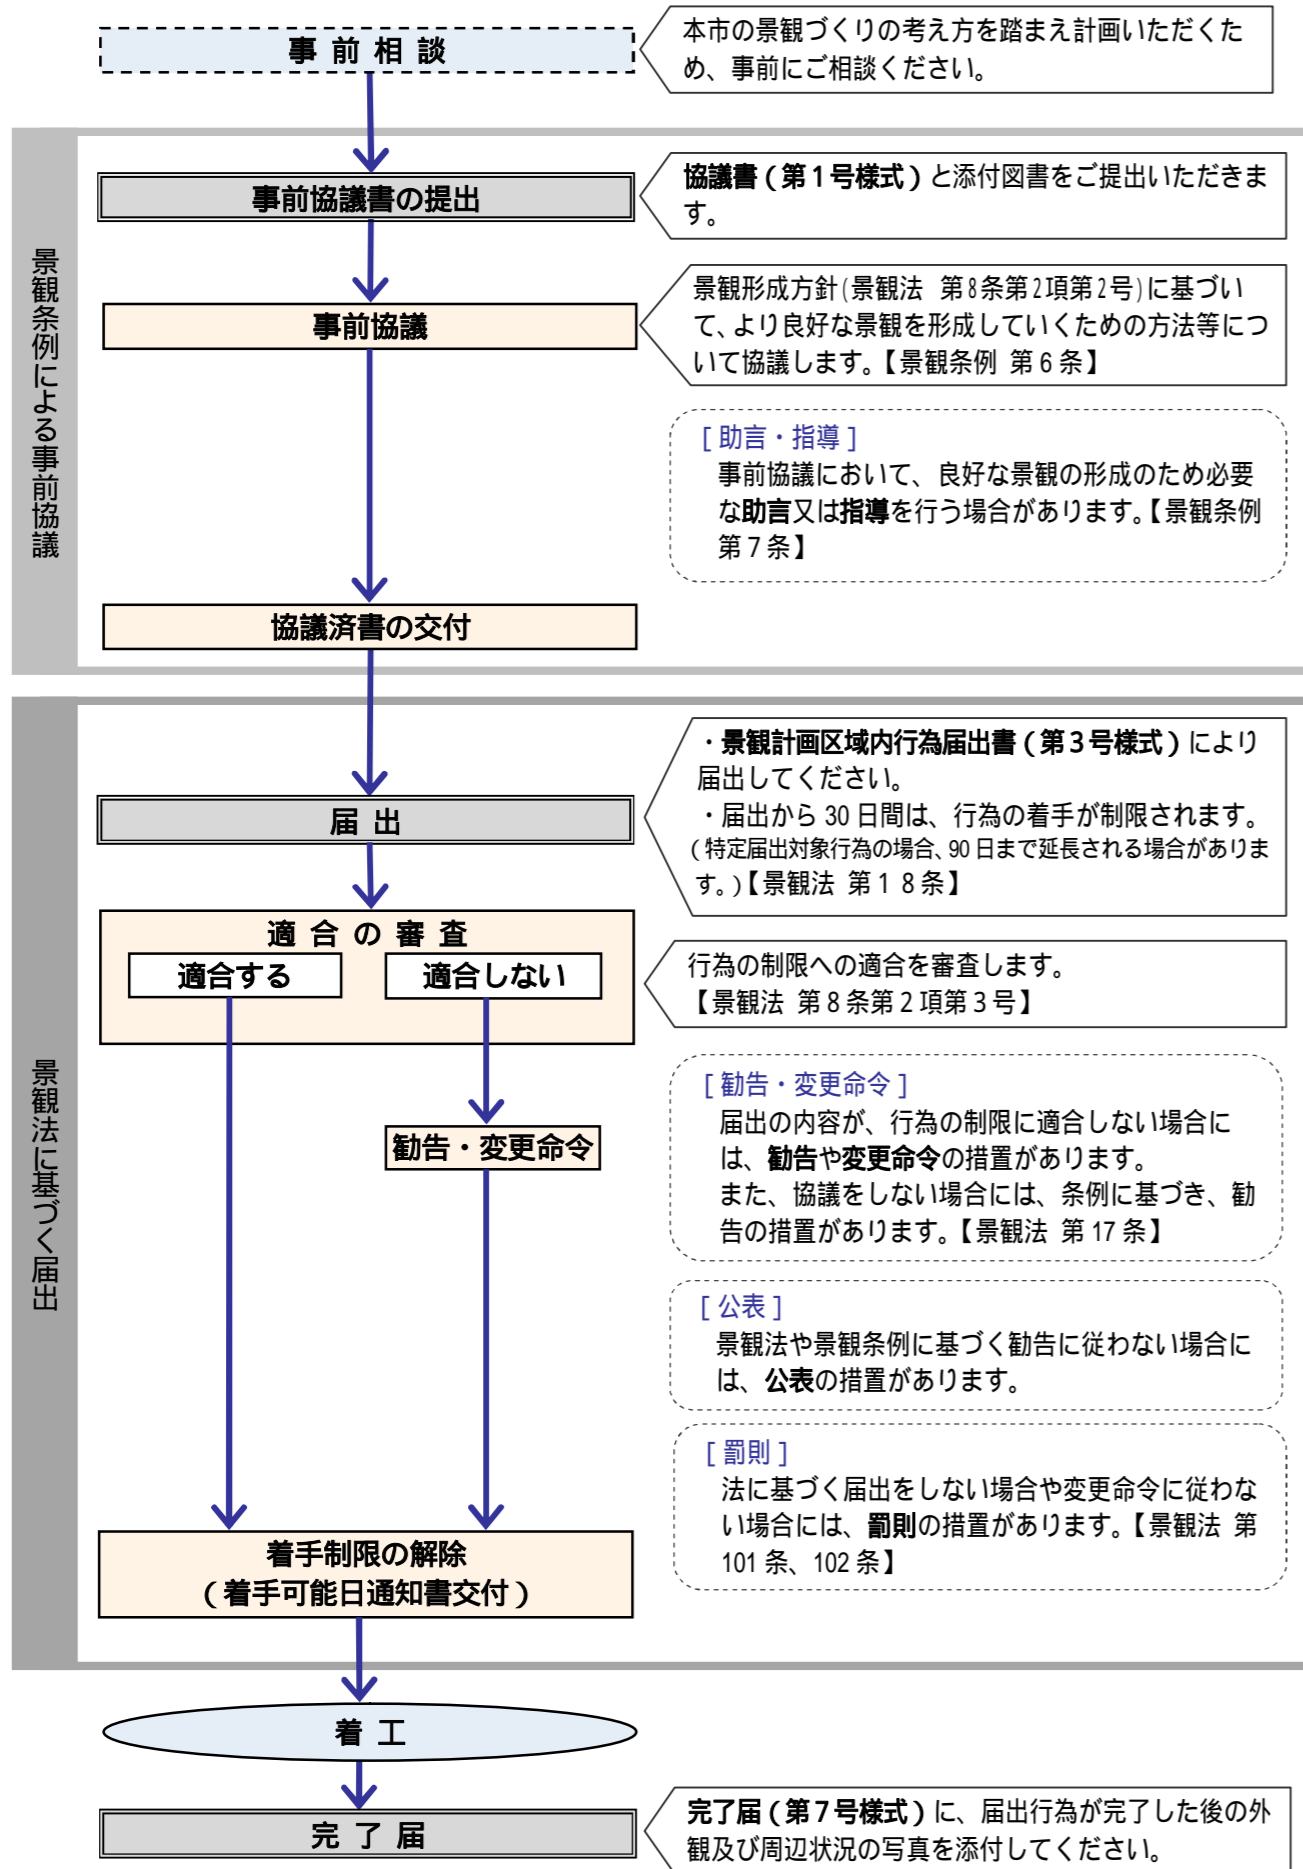 事前相談
本市の景観づくりの考え方を踏まえ計画いただくた
め、事前にご相談ください。
景観条例による事前協議
事前協議書の提出
協議書（第１号様式）と添付図書をご提出いただきま
す。
事前協議
景観形成方針(景観法 第8条第2項第2号)に基づい
て、より良好な景観を形成していくための方法等につ
いて協議します。【景観条例 第６条】
［助言・指導］
事前協議において、良好な景観の形成のため必要
な助言又は指導を行う場合があります。【景観条例
第７条】
協議済書の交付
景観法に基づく届出
届出
・景観計画区域内行為届出書（第３号様式）により
届出してください。
・届出から 30 日間は、行為の着手が制限されます。
（特定届出対象行為の場合、90 日まで延長される場合がありま
す。）【景観法 第１８条】
適合の審査
適合する
適合しない
行為の制限への適合を審査します。
【景観法 第８条第２項第３号】
勧告・変更命令
［勧告・変更命令］
届出の内容が、行為の制限に適合しない場合に
は、勧告や変更命令の措置があります。
また、協議をしない場合には、条例に基づき、勧
告の措置があります。【景観法 第 17 条】
［公表］
景観法や景観条例に基づく勧告に従わない場合に
は、公表の措置があります。
［罰則］
法に基づく届出をしない場合や変更命令に従わな
い場合には、罰則の措置があります。【景観法 第
101 条、102 条】
着手制限の解除
（着手可能日通知書交付）
着工
完了届
完了届（第７号様式）に、届出行為が完了した後の外
観及び周辺状況の写真を添付してください。